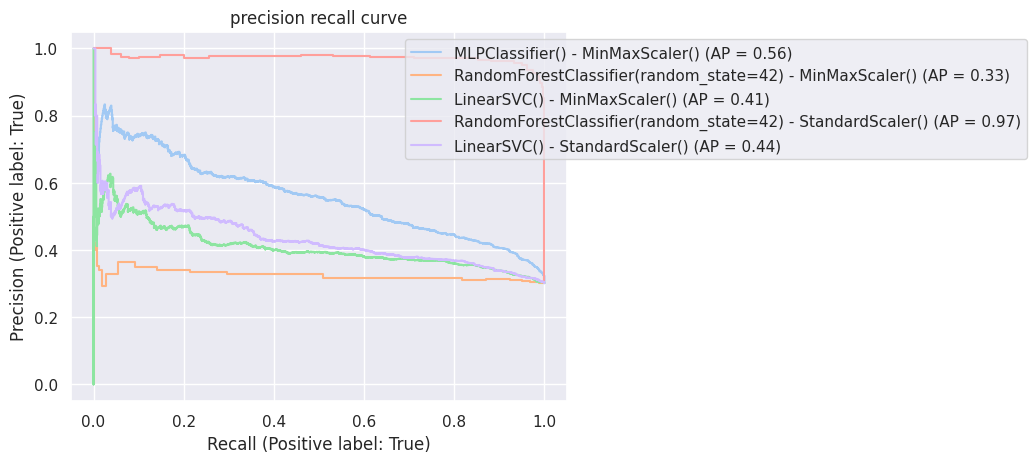 precision recall curve
MLPClassifier() - MinMaxScaler() (AP = 0.56)
RandomForestClassifier(random_state=42) - MinMaxScaler() (AP = 0.33)
LinearSVC() - MinMaxScaler() (AP = 0.41)
RandomForestClassifier(random_state=42) - StandardScaler() (AP = 0.97)
LinearSVC() - StandardScaler() (AP = 0.44)
Precision (Positive label: True)
1.0
0.8
0.6
0.4
0.2
0.0
0.0 0.2 0.4 0.6 0.8 1.0
Recall (Positive label: True)